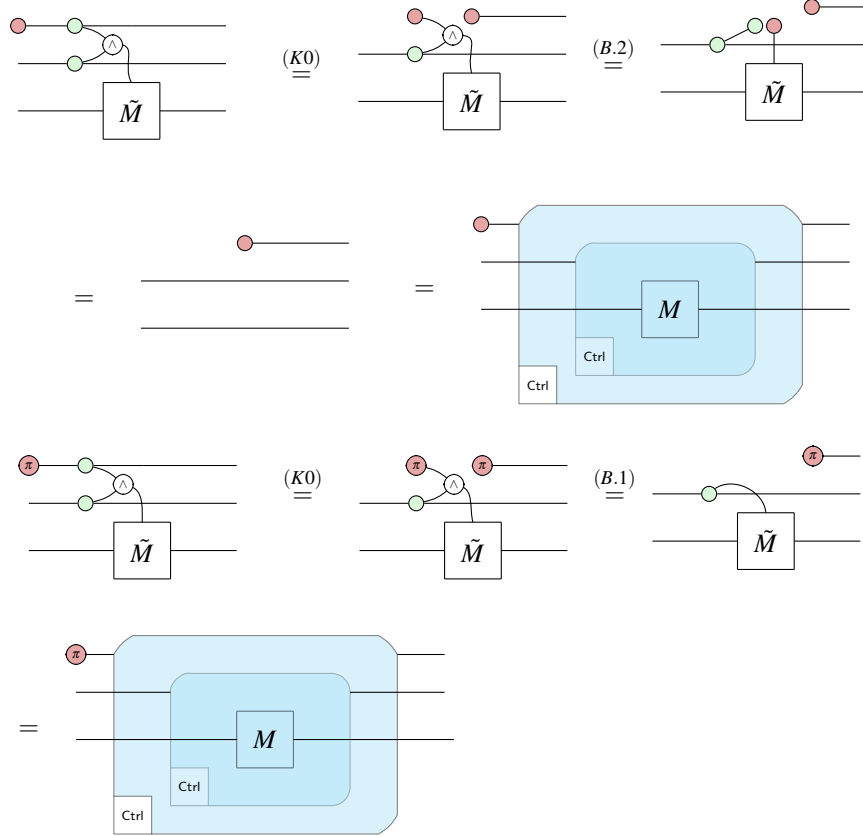 ∧ (K0) = ∧ (B.2) =
M̃ M̃ M̃
= =
M
Ctrl
Ctrl
π ∧ (K0) = π π ∧ (B.1) = π
M̃ M̃ M̃
π
= M
Ctrl
Ctrl